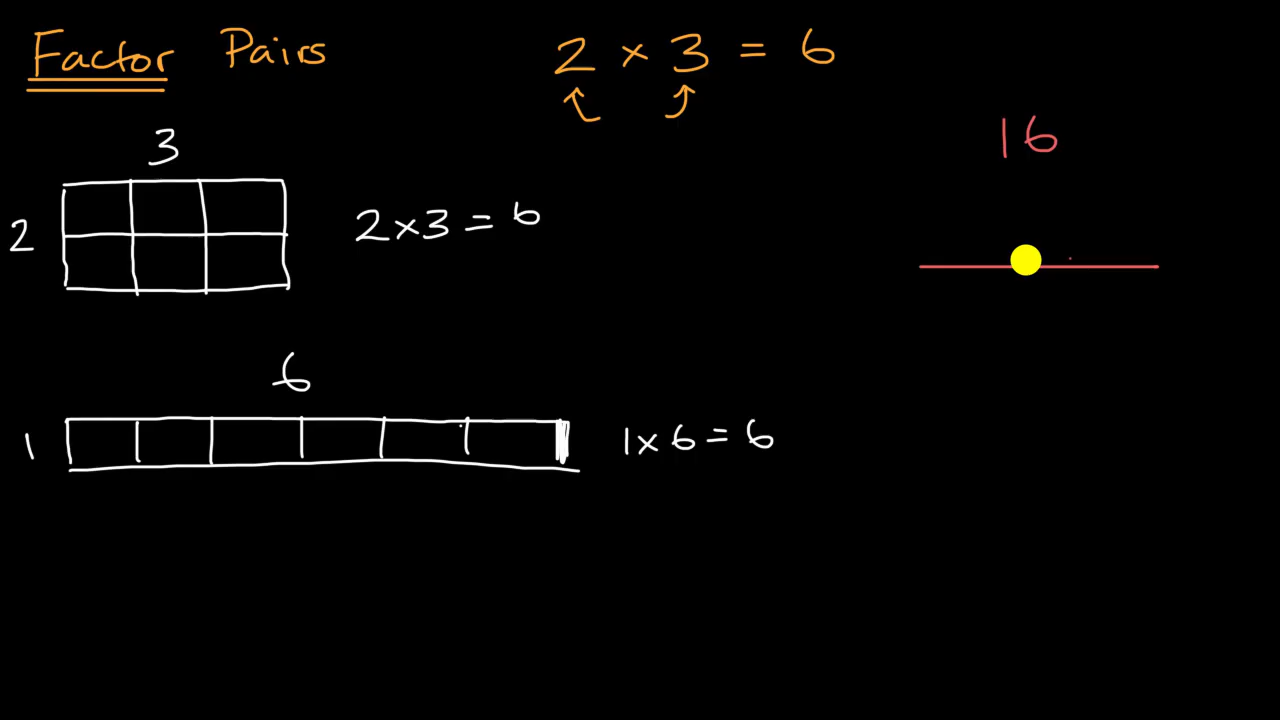 Factor Pairs
2 × 3 = 6
16
3
2
2×3 = 6
6
1
1×6=6